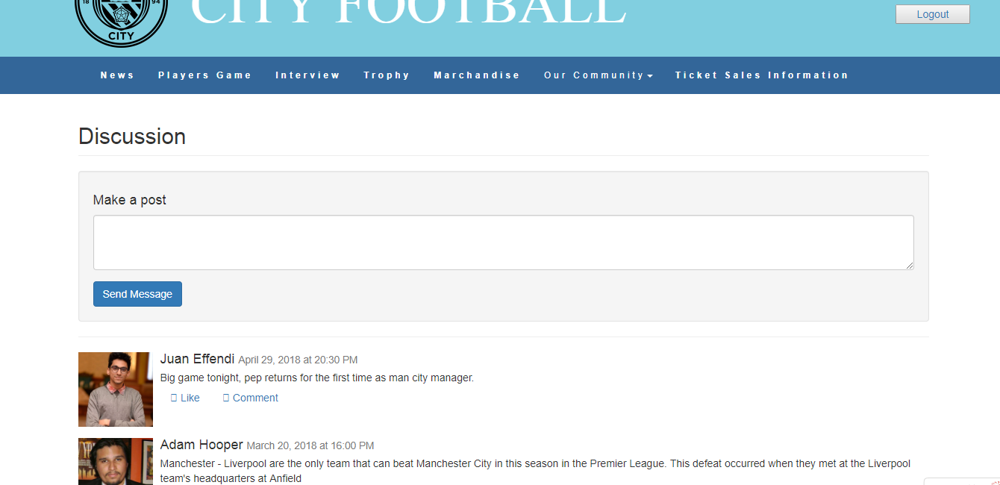 18 94
CITY
CITY FOOTBALL
Logout
News Players Game Interview Trophy Marchandise Our Community Ticket Sales Information
Discussion
Make a post
Send Message
Juan Effendi April 29, 2018 at 20:30 PM
Big game tonight, pep returns for the first time as man city manager.
Like Comment
Adam Hooper March 20, 2018 at 16:00 PM
Manchester - Liverpool are the only team that can beat Manchester City in this season in the Premier League. This defeat occurred when they met at the Liverpool
team's headquarters at Anfield